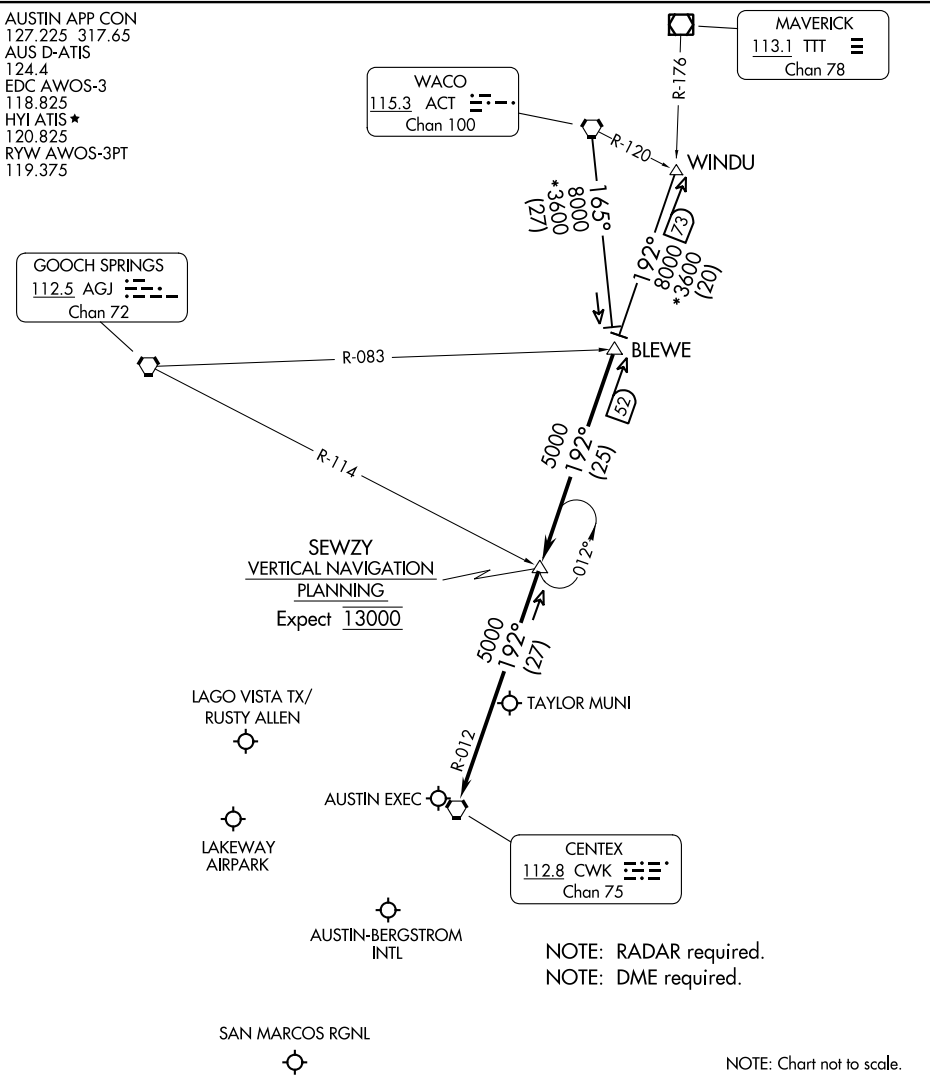 AUSTIN APP CON
127.225 317.65
AUS D-ATIS
124.4
EDC AWOS-3
118.825
HYI ATIS ★
120.825
RYW AWOS-3PT
119.375
MAVERICK
113.1 TTT
Chan 78
WACO
115.3 ACT
Chan 100
R-176
R-120
WINDU
165°
8000
*3600
(27)
73
192°
8000
*3600
(20)
GOOCH SPRINGS
112.5 AGJ
Chan 72
R-083
BLEWE
52
5000
192°
(25)
R-114
SEWZY
VERTICAL NAVIGATION
PLANNING
Expect 13000
012°
5000
192°
(27)
LAGO VISTA TX/
RUSTY ALLEN
TAYLOR MUNI
R-012
AUSTIN EXEC
LAKEWAY
AIRPARK
CENTEX
112.8 CWK
Chan 75
AUSTIN-BERGSTROM
INTL
NOTE: RADAR required.
NOTE: DME required.
SAN MARCOS RGNL
NOTE: Chart not to scale.